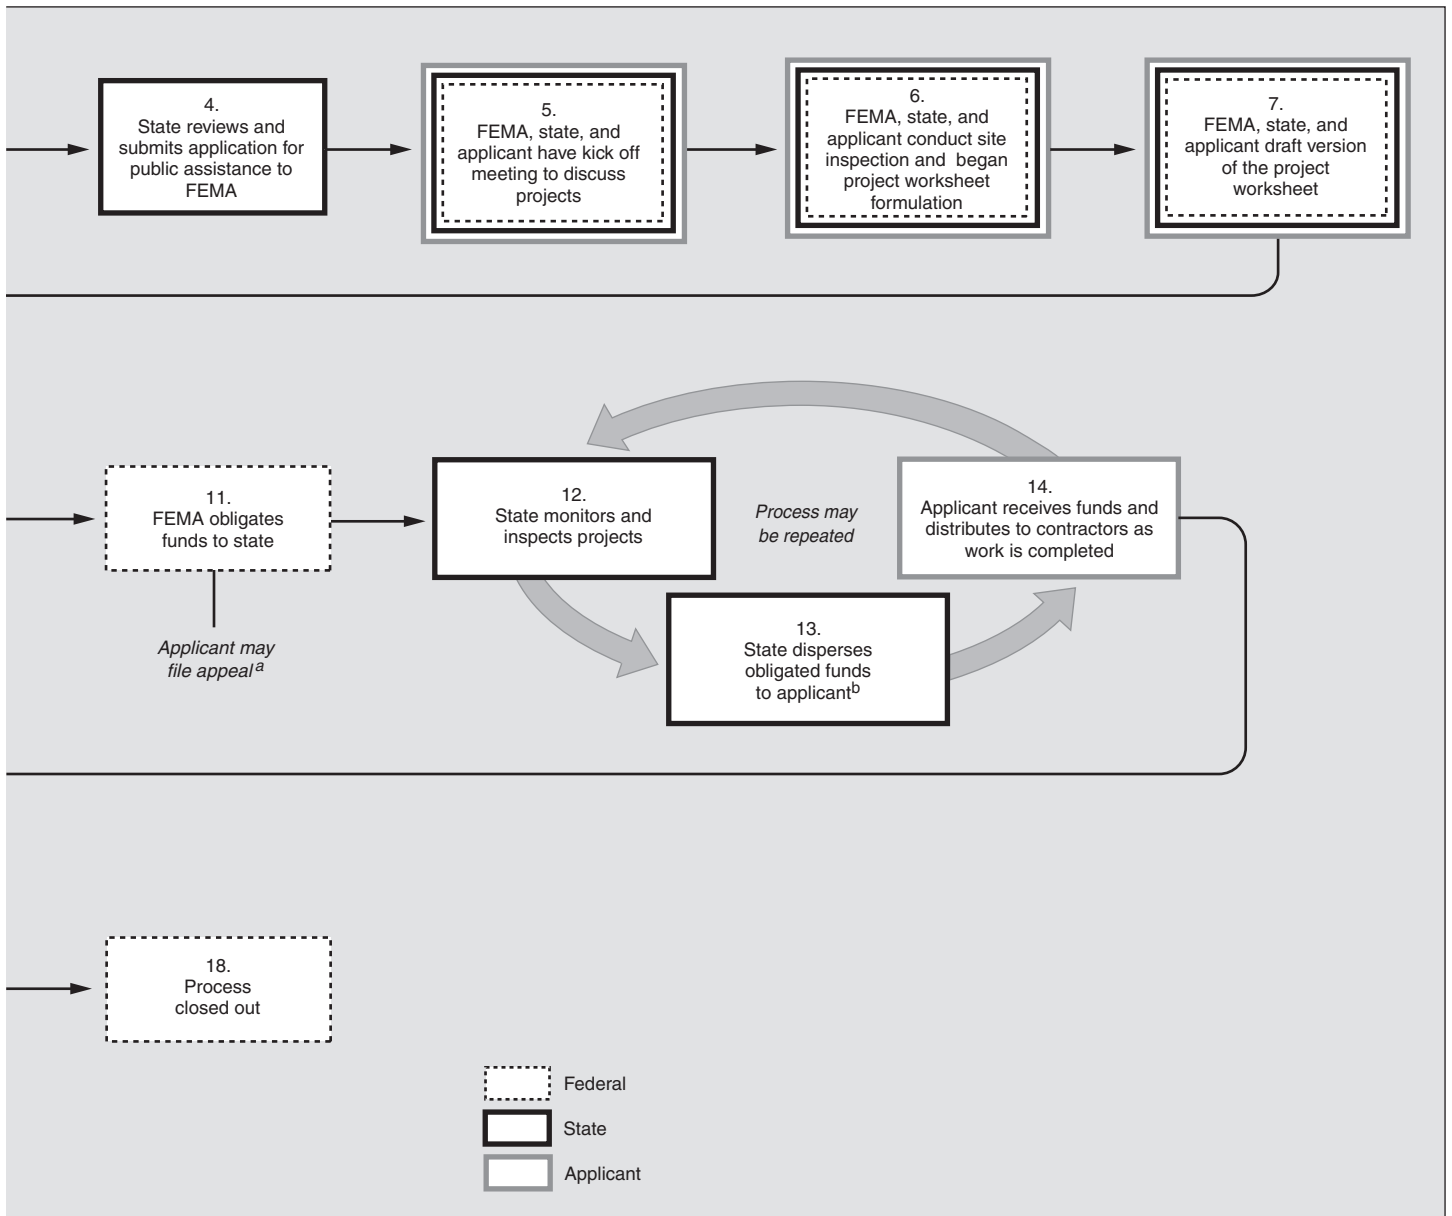 4.
State reviews and
submits application for
public assistance to
FEMA
5.
FEMA, state, and
applicant have kick off
meeting to discuss
projects
6.
FEMA, state, and
applicant conduct site
inspection and began
project worksheet
formulation
7.
FEMA, state, and
applicant draft version
of the project
worksheet
11.
FEMA obligates
funds to state
Applicant may
file appeal a
12.
State monitors and
inspects projects
Process may
be repeated
13.
State disperses
obligated funds
to applicant b
14.
Applicant receives funds and
distributes to contractors as
work is completed
18.
Process
closed out
Federal
State
Applicant